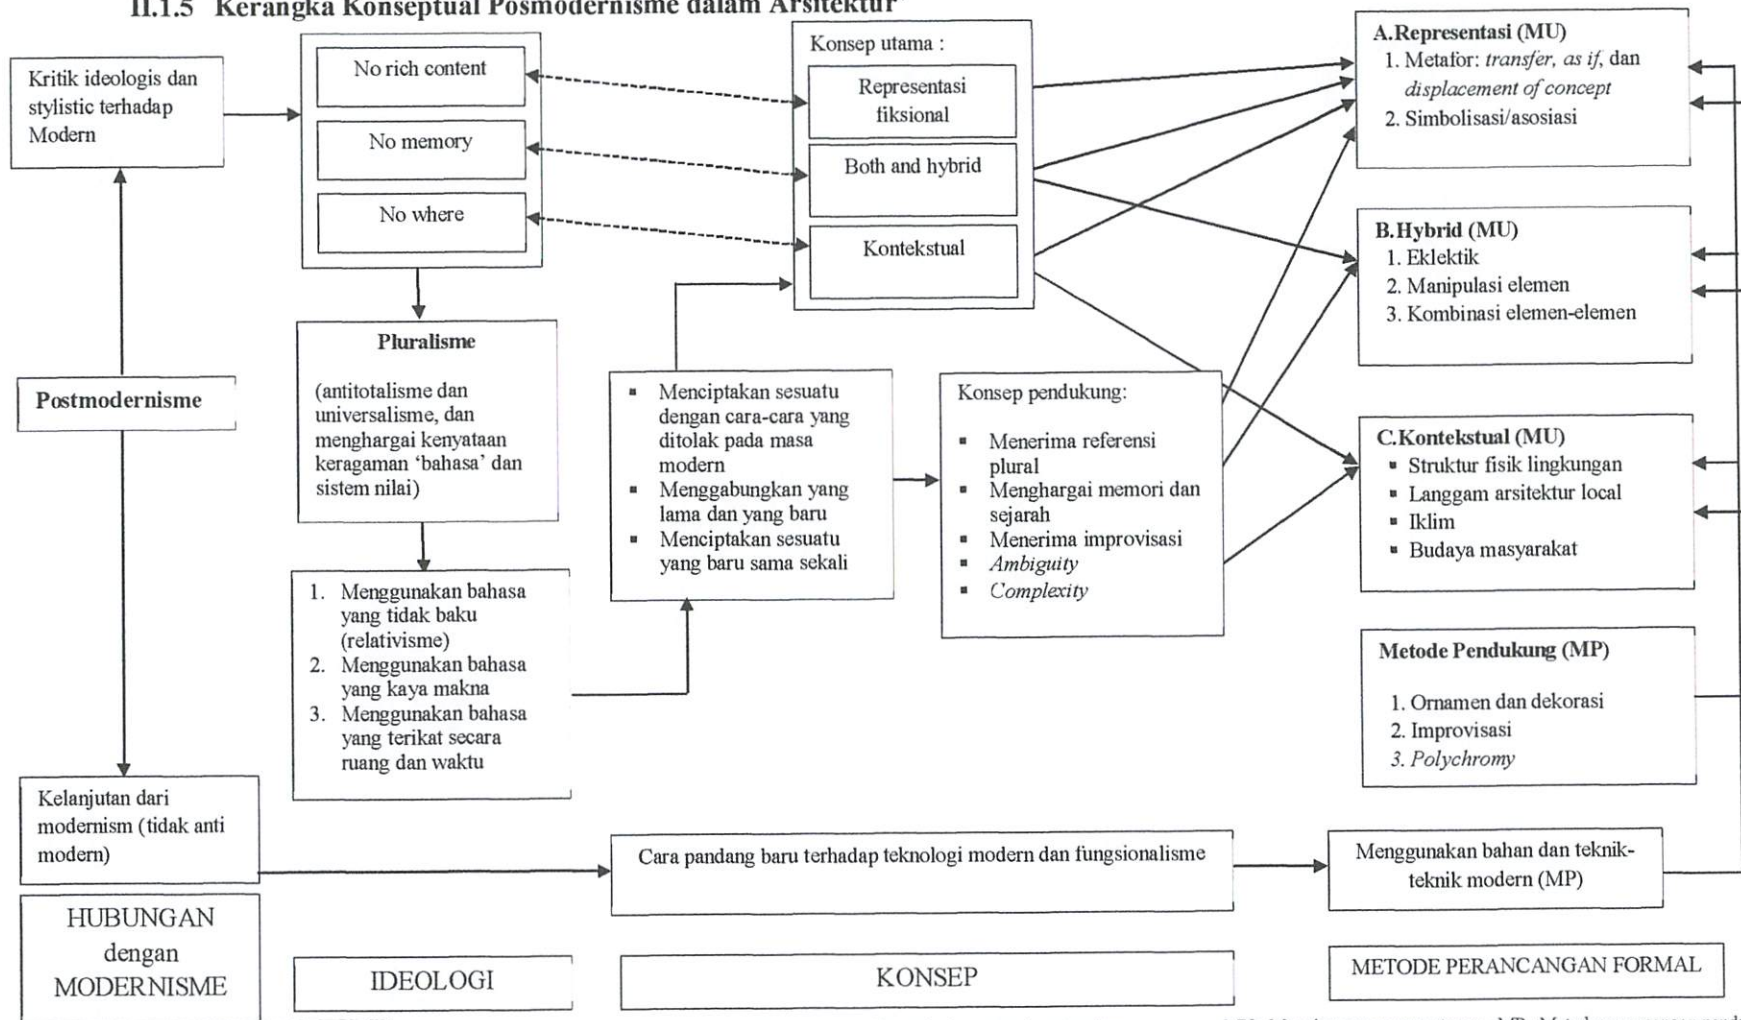 II.1.5 Kerangka Konseptual Posmodernisme dalam Arsitektur
Kritik ideologis dan
stylistic terhadap
Modern
Postmodernisme
Kelanjutan dari
modernism (tidak anti
modern)
HUBUNGAN
dengan
MODERNISME
No rich content
No memory
No where
Pluralisme
(antitotalisme dan
universalisme, dan
menghargai kenyataan
keragaman ‘bahasa’ dan
sistem nilai)
1. Menggunakan bahasa
yang tidak baku
(relativisme)
2. Menggunakan bahasa
yang kaya makna
3. Menggunakan bahasa
yang terikat secara
ruang dan waktu
IDEOLOGI
Konsep utama :
Representasi
fiksional
Both and hybrid
Kontekstual
▪ Menciptakan sesuatu
dengan cara-cara yang
ditolak pada masa
modern
▪ Menggabungkan yang
lama dan yang baru
▪ Menciptakan sesuatu
yang baru sama sekali
Konsep pendukung:
▪ Menerima referensi
plural
▪ Menghargai memori dan
sejarah
▪ Menerima improvisasi
▪ Ambiguity
▪ Complexity
Cara pandang baru terhadap teknologi modern dan fungsionalisme
KONSEP
A.Representasi (MU)
1. Metafor: transfer, as if, dan
displacement of concept
2. Simbolisasi/asosiasi
B.Hybrid (MU)
1. Eklektik
2. Manipulasi elemen
3. Kombinasi elemen-elemen
C.Kontekstual (MU)
▪ Struktur fisik lingkungan
▪ Langgam arsitektur local
▪ Iklim
▪ Budaya masyarakat
Metode Pendukung (MP)
1. Ornamen dan dekorasi
2. Improvisasi
3. Polychromy
Menggunakan bahan dan teknik-
teknik modern (MP)
METODE PERANCANGAN FORMAL